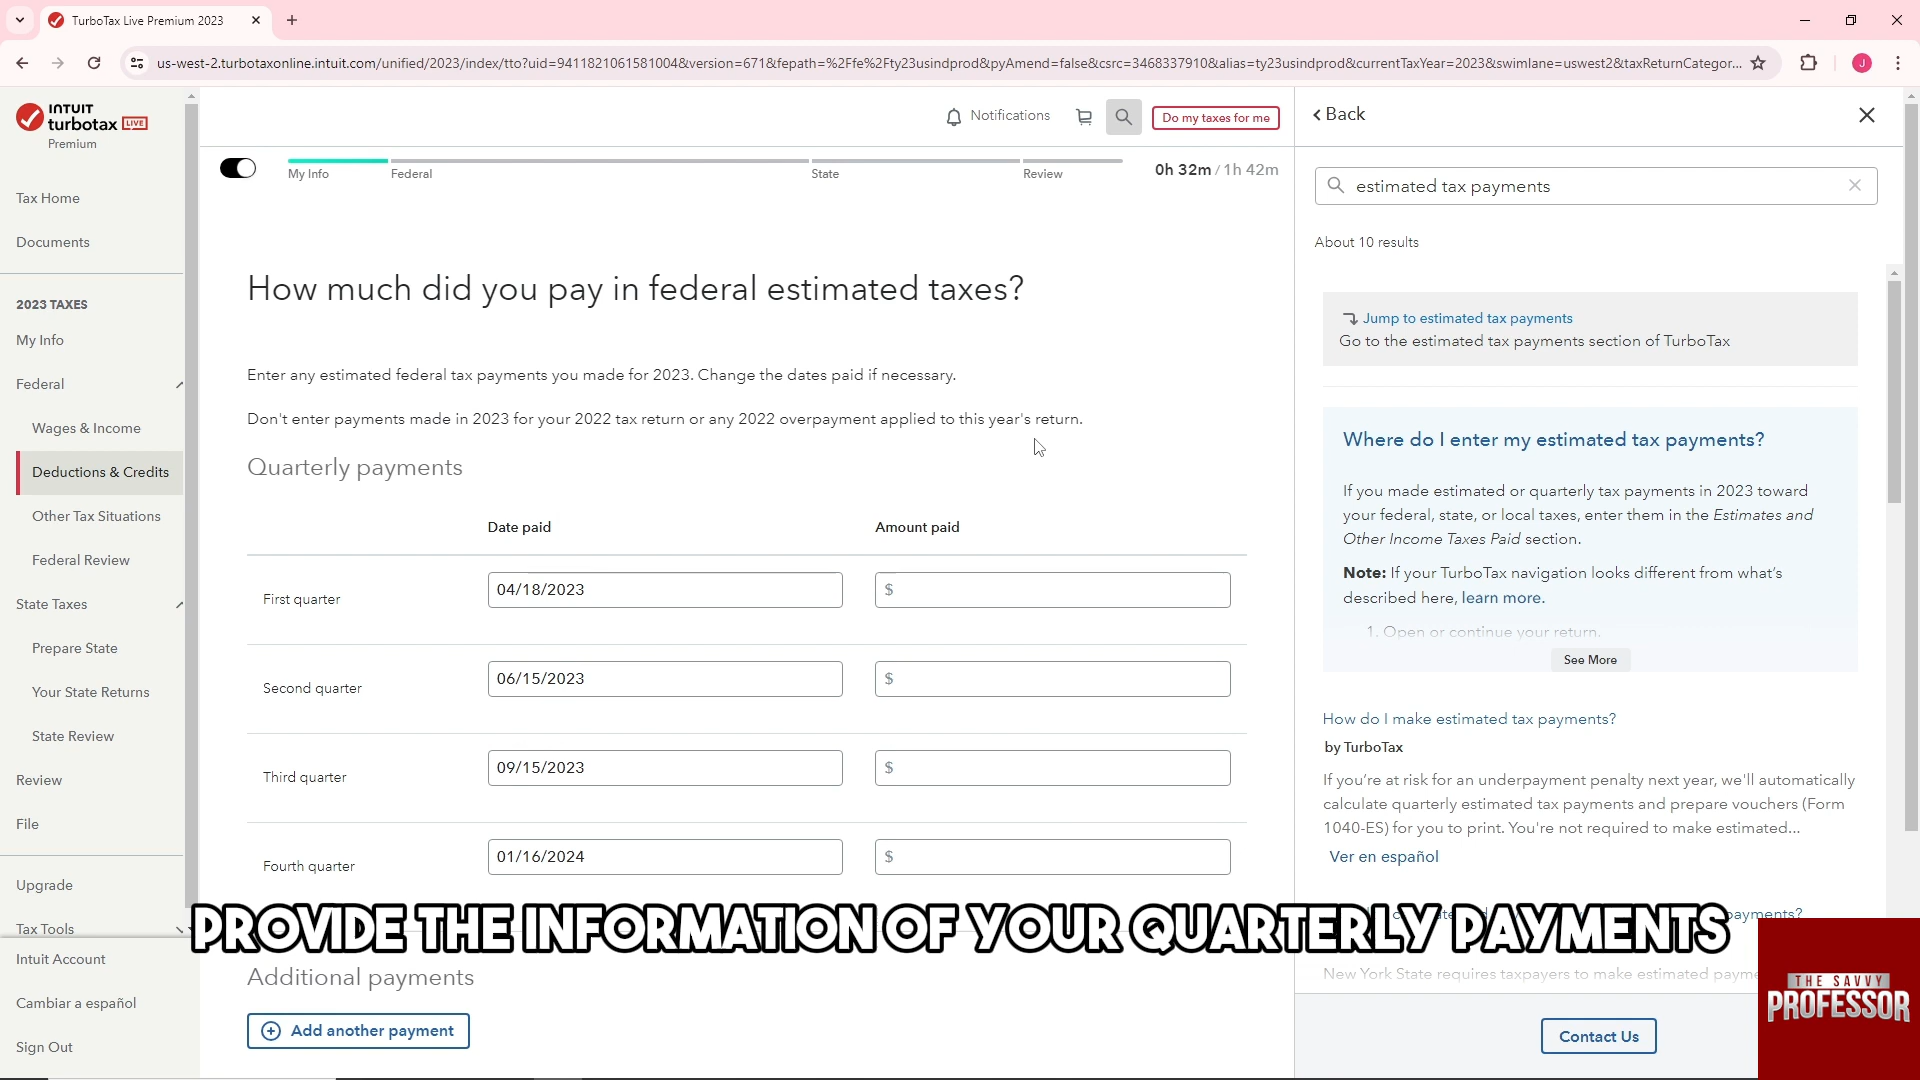 TurboTax Live Premium 2023
us-west-2.turbotaxonline.intuit.com/unified/2023/index/tto?uid=9411821061581004&version=671&fepath=%2Ffe%2Fty23usindprod&pyAmend=false&csrc=3468337910&alias=ty23usindprod&currentTaxYear=2023&swimlane=uswest2&taxReturnCategor...
J
INTUIT
turbotax LIVE
Premium
Tax Home
Documents
2023 TAXES
My Info
Federal
Wages & Income
Deductions & Credits
Other Tax Situations
Federal Review
State Taxes
Prepare State
Your State Returns
State Review
Review
File
Upgrade
Tax Tools
Intuit Account
Cambiar a español
Sign Out
Notifications
Do my taxes for me
My Info
Federal
State
Review
0h 32m / 1h 42m
How much did you pay in federal estimated taxes?
Enter any estimated federal tax payments you made for 2023. Change the dates paid if necessary.
Don't enter payments made in 2023 for your 2022 tax return or any 2022 overpayment applied to this year's return.
Quarterly payments
Date paid Amount paid
First quarter 04/18/2023 $
Second quarter 06/15/2023 $
Third quarter 09/15/2023 $
Fourth quarter 01/16/2024 $
PROVIDE THE INFORMATION OF YOUR QUARTERLY PAYMENTS
Additional payments
Add another payment
Back
estimated tax payments
About 10 results
Jump to estimated tax payments
Go to the estimated tax payments section of TurboTax
Where do I enter my estimated tax payments?
If you made estimated or quarterly tax payments in 2023 toward
your federal, state, or local taxes, enter them in the Estimates and
Other Income Taxes Paid section.
Note: If your TurboTax navigation looks different from what's
described here, learn more.
1. Open or continue your return.
See More
How do I make estimated tax payments?
by TurboTax
If you're at risk for an underpayment penalty next year, we'll automatically
calculate quarterly estimated tax payments and prepare vouchers (Form
1040-ES) for you to print. You're not required to make estimated...
Ver en español
payments?
New York State requires taxpayers to make estimated
Contact Us
THE SAVVY
PROFESSOR